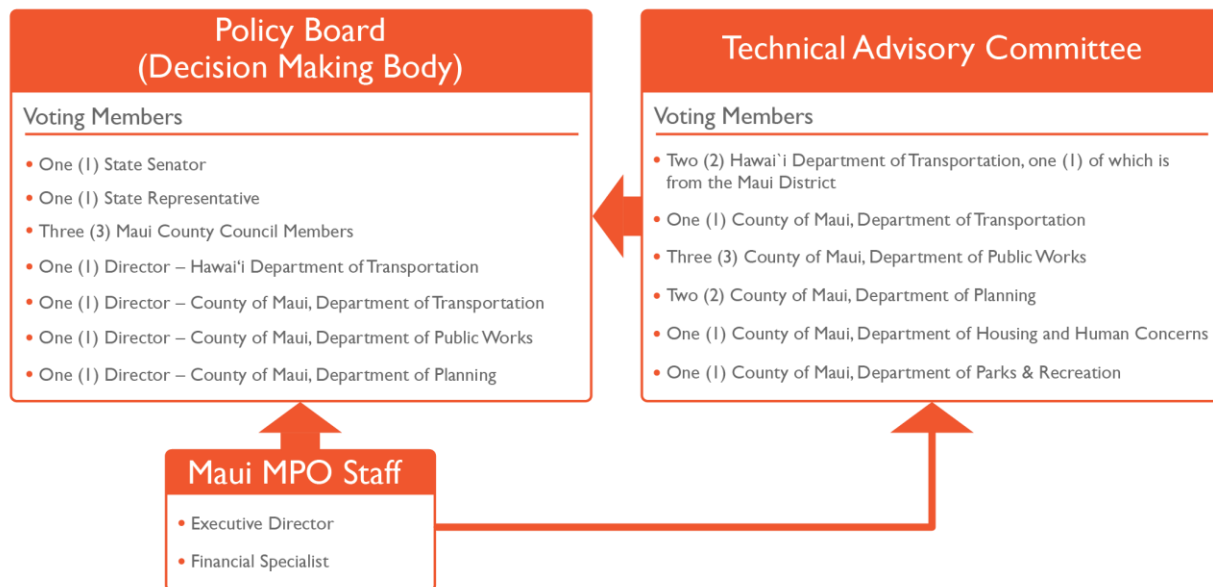 Policy Board
(Decision Making Body)
Voting Members
• One (1) State Senator
• One (1) State Representative
• Three (3) Maui County Council Members
• One (1) Director – Hawai‘i Department of Transportation
• One (1) Director – County of Maui, Department of Transportation
• One (1) Director – County of Maui, Department of Public Works
• One (1) Director – County of Maui, Department of Planning
Technical Advisory Committee
Voting Members
• Two (2) Hawai`i Department of Transportation, one (1) of which is
from the Maui District
• One (1) County of Maui, Department of Transportation
• Three (3) County of Maui, Department of Public Works
• Two (2) County of Maui, Department of Planning
• One (1) County of Maui, Department of Housing and Human Concerns
• One (1) County of Maui, Department of Parks & Recreation
Maui MPO Staff
• Executive Director
• Financial Specialist